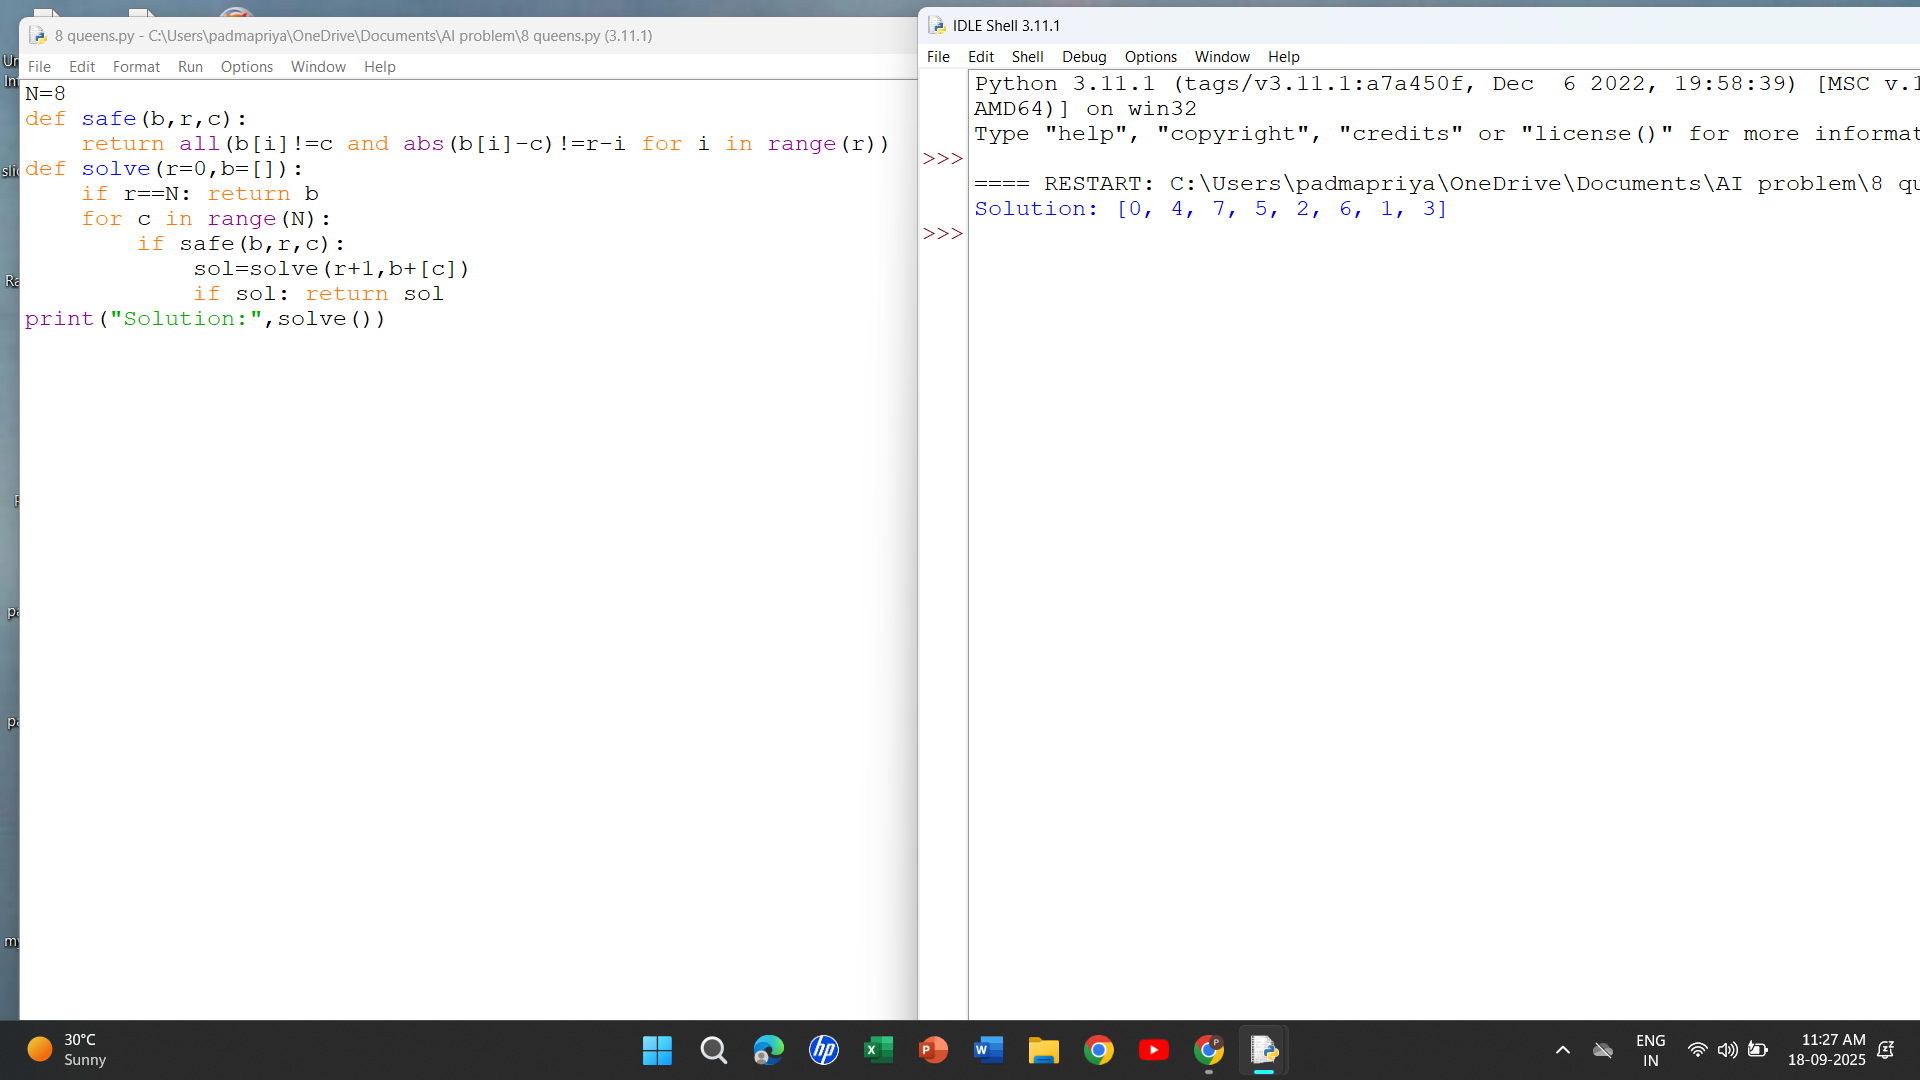 8 queens.py - C:\Users\padmapriya\OneDrive\Documents\AI problem\8 queens.py (3.11.1)
File Edit Format Run Options Window Help
N=8
def safe(b,r,c):
    return all(b[i]!=c and abs(b[i]-c)!=r-i for i in range(r))
def solve(r=0,b=[]):
    if r==N: return b
    for c in range(N):
        if safe(b,r,c):
            sol=solve(r+1,b+[c])
            if sol: return sol
print("Solution:",solve())
IDLE Shell 3.11.1
File Edit Shell Debug Options Window Help
Python 3.11.1 (tags/v3.11.1:a7a450f, Dec  6 2022, 19:58:39) [MSC v.1
AMD64)] on win32
Type "help", "copyright", "credits" or "license()" for more informat
>>>
==== RESTART: C:\Users\padmapriya\OneDrive\Documents\AI problem\8 qu
Solution: [0, 4, 7, 5, 2, 6, 1, 3]
>>>
30°C
Sunny
ENG
IN
11:27 AM
18-09-2025